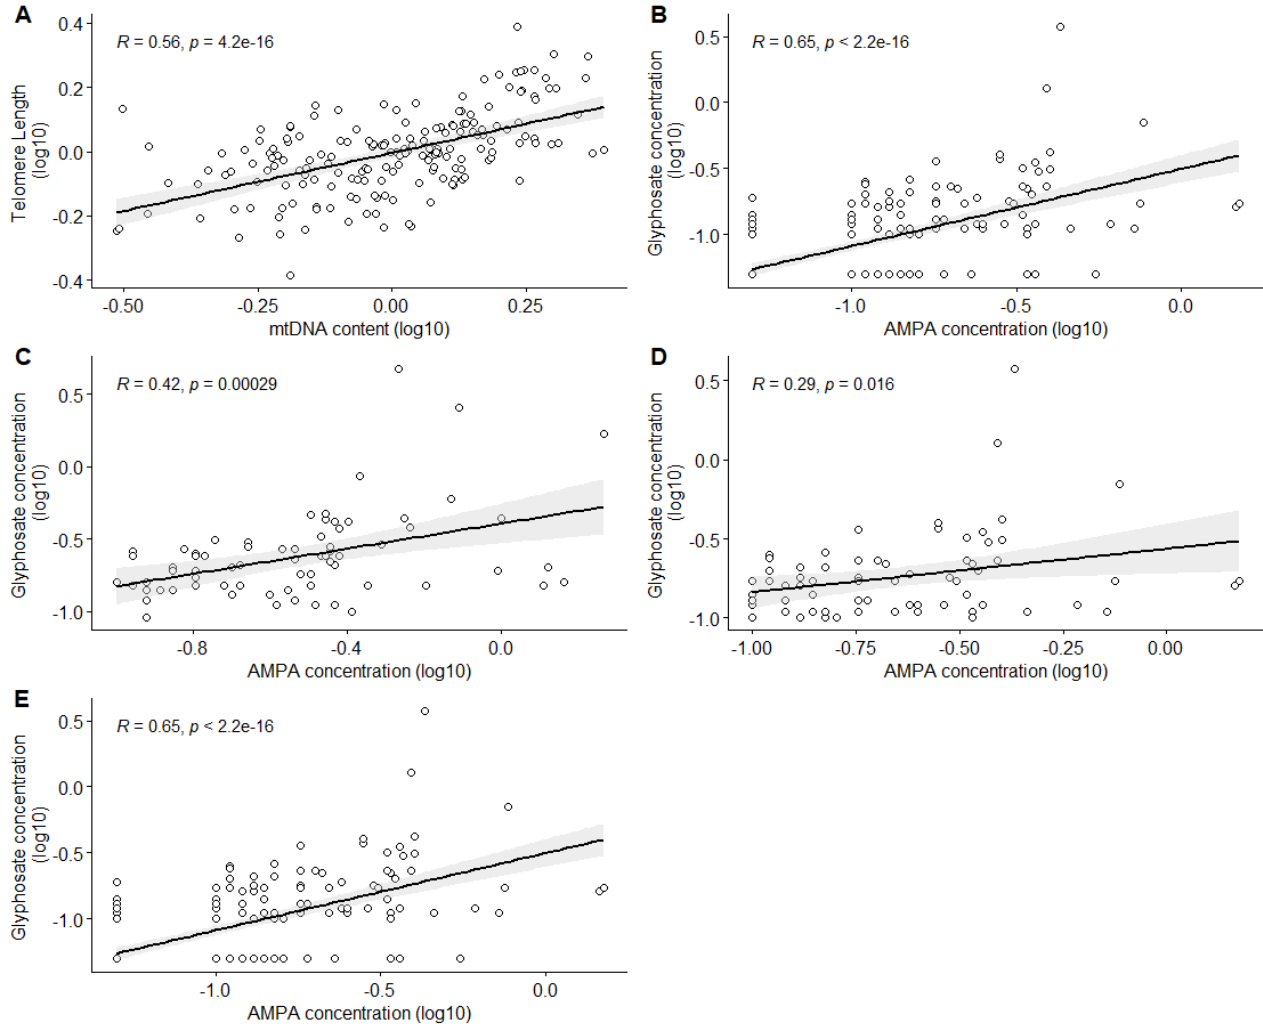 A
R = 0.56, p = 4.2e-16
Telomere Length
(log10)
0.4
0.2
0.0
-0.2
-0.4
-0.50
-0.25
0.00
0.25
mtDNA content (log10)
B
R = 0.65, p < 2.2e-16
Glyphosate concentration
(log10)
0.5
0.0
-0.5
-1.0
-1.0
-0.5
0.0
AMPA concentration (log10)
C
R = 0.42, p = 0.00029
Glyphosate concentration
(log10)
0.5
0.0
-0.5
-1.0
-0.8
-0.4
0.0
AMPA concentration (log10)
D
R = 0.29, p = 0.016
Glyphosate concentration
(log10)
0.5
0.0
-0.5
-1.0
-1.00
-0.75
-0.50
-0.25
0.00
AMPA concentration (log10)
E
R = 0.65, p < 2.2e-16
Glyphosate concentration
(log10)
0.5
0.0
-0.5
-1.0
-1.0
-0.5
0.0
AMPA concentration (log10)